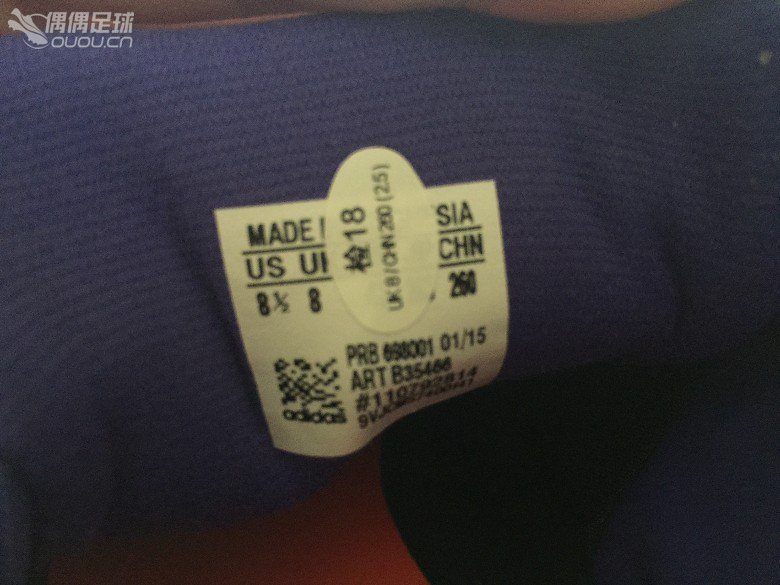 偶偶足球
OUOU.CN
检18
UK 8 / CHN 260 (2.5)
MADE I SIA
US UK CHN
8½ 8 260
PRB 698001 01/15
ART B35466
#110792814
adidas